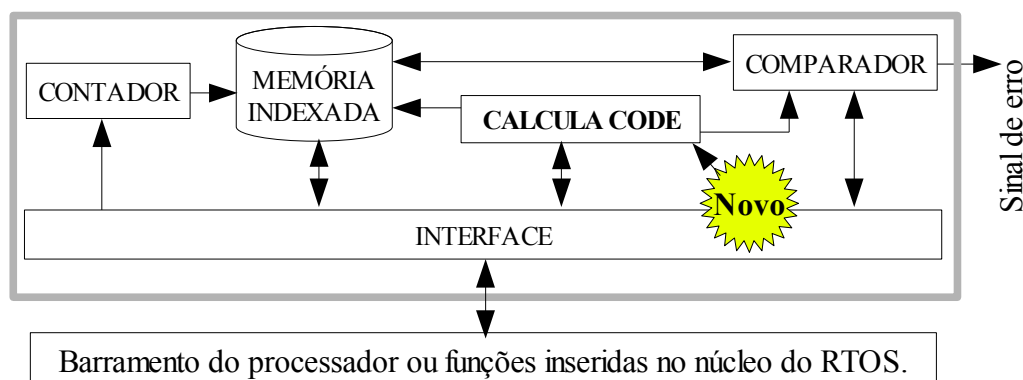 CONTADOR
MEMÓRIA
INDEXADA
COMPARADOR
CALCULA CODE
Novo
INTERFACE
Sinal de erro
Barramento do processador ou funções inseridas no núcleo do RTOS.